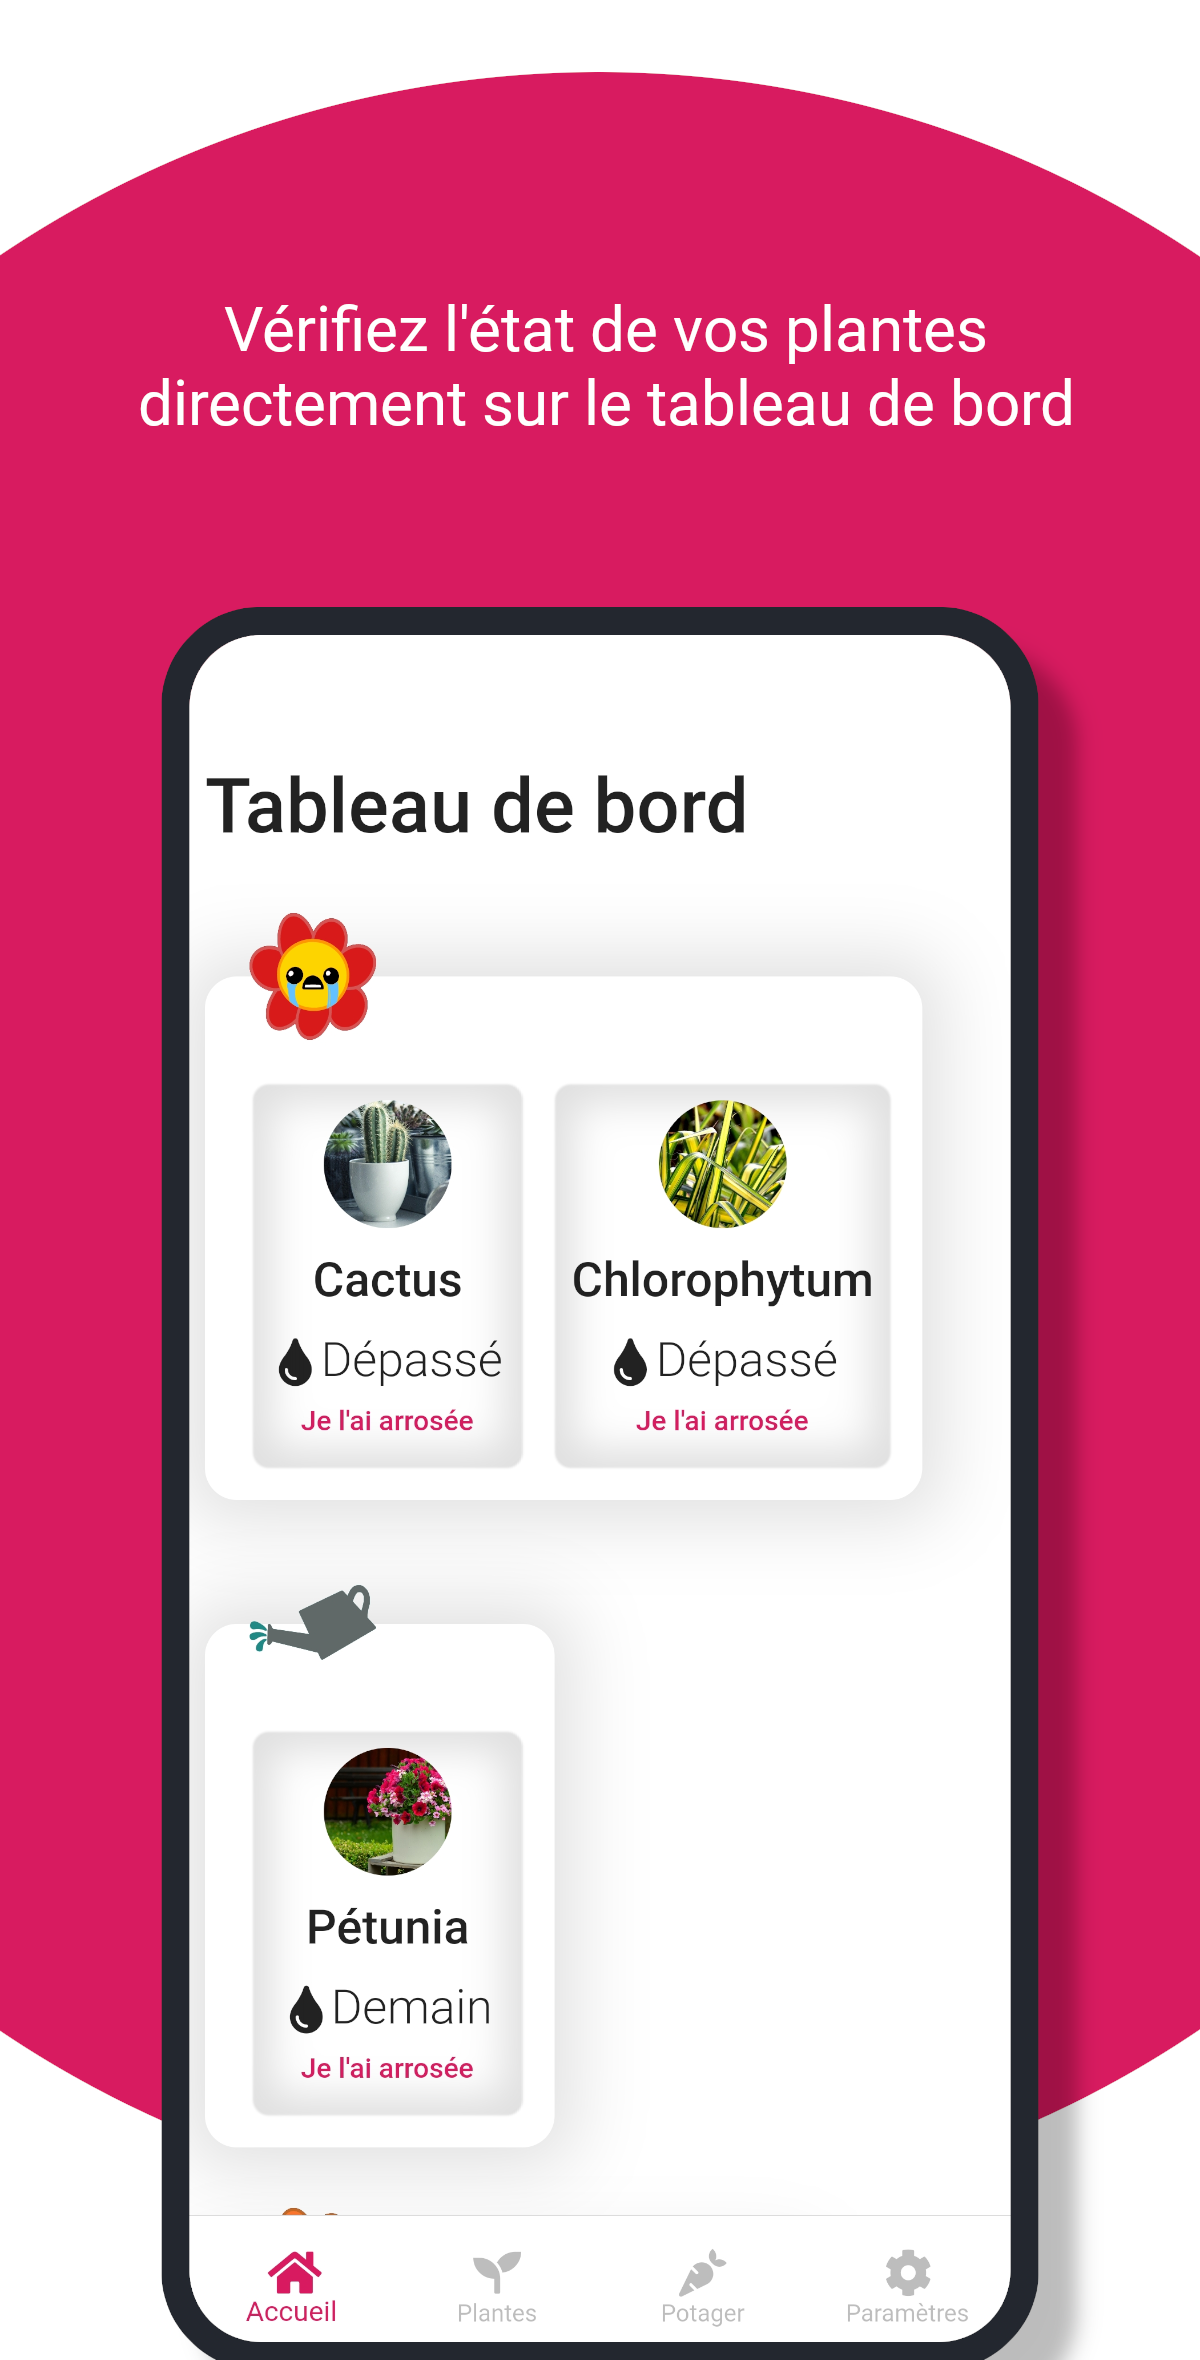 Vérifiez l'état de vos plantes
directement sur le tableau de bord
Tableau de bord
Cactus
Dépassé
Je l'ai arrosée
Chlorophytum
Dépassé
Je l'ai arrosée
Pétunia
Demain
Je l'ai arrosée
Accueil
Plantes
Potager
Paramètres